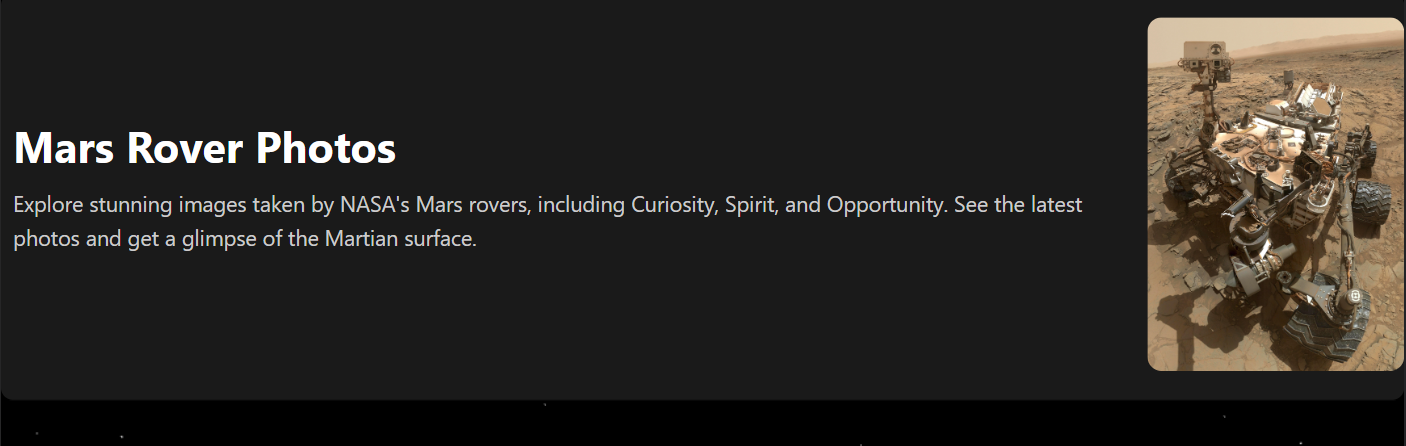 Mars Rover Photos
Explore stunning images taken by NASA's Mars rovers, including Curiosity, Spirit, and Opportunity. See the latest
photos and get a glimpse of the Martian surface.